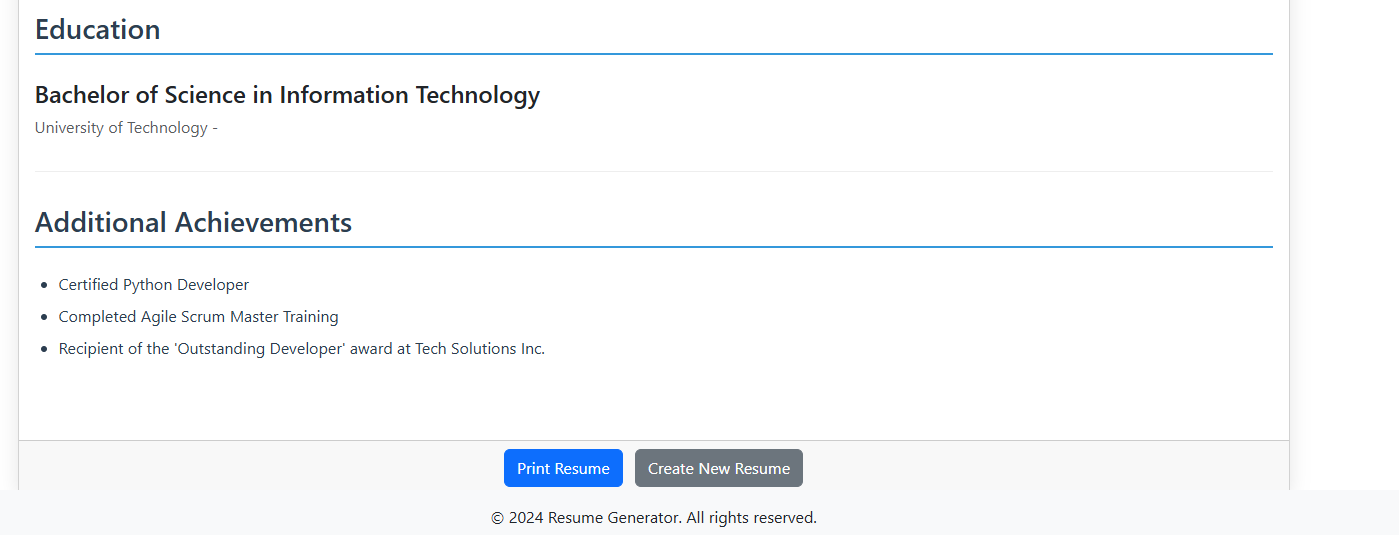 Education
Bachelor of Science in Information Technology
University of Technology -
Additional Achievements
Certified Python Developer
Completed Agile Scrum Master Training
Recipient of the 'Outstanding Developer' award at Tech Solutions Inc.
Print Resume Create New Resume
© 2024 Resume Generator. All rights reserved.